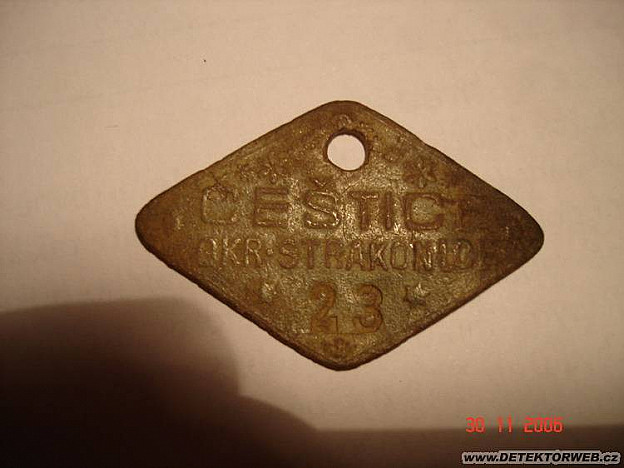 ČEŠTICE
OKR·STRAKONICE
* 23 *
30 11 2006
WWW.DETEKTORWEB.CZ